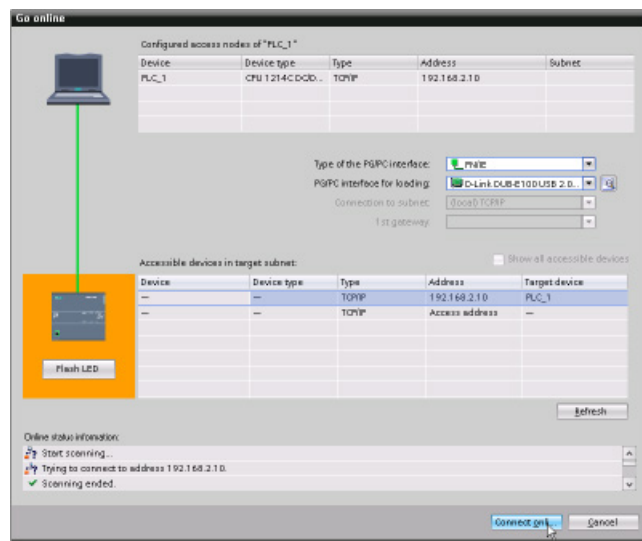 Go online
Configured access nodes of "PLC_1"
Device Device type Type Address Subnet
PLC_1 CPU 1214C DC/D... TCP/IP 192.168.2.10
Type of the PG/PC interface: PN/IE
PG/PC interface for loading: D-Link DUB-E100 USB 2.0...
Connection to subnet: (local) TCP/IP
1st gateway:
Accessible devices in target subnet: Show all accessible devices
Device Device type Type Address Target device
— — TCP/IP 192.168.2.10 PLC_1
— — TCP/IP Access address —
Flash LED
Refresh
Online status information:
Start scanning...
Trying to connect to address 192.168.2.10.
Scanning ended.
Connect onli... Cancel